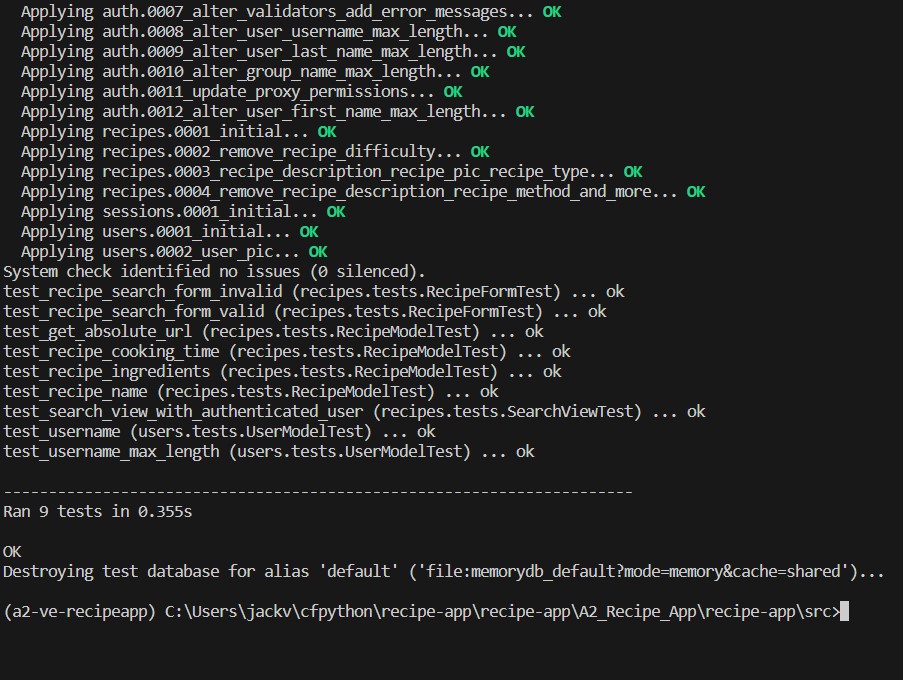 Applying auth.0007_alter_validators_add_error_messages... OK
Applying auth.0008_alter_user_username_max_length... OK
Applying auth.0009_alter_user_last_name_max_length... OK
Applying auth.0010_alter_group_name_max_length... OK
Applying auth.0011_update_proxy_permissions... OK
Applying auth.0012_alter_user_first_name_max_length... OK
Applying recipes.0001_initial... OK
Applying recipes.0002_remove_recipe_difficulty... OK
Applying recipes.0003_recipe_description_recipe_pic_recipe_type... OK
Applying recipes.0004_remove_recipe_description_recipe_method_and_more... OK
Applying sessions.0001_initial... OK
Applying users.0001_initial... OK
Applying users.0002_user_pic... OK
System check identified no issues (0 silenced).
test_recipe_search_form_invalid (recipes.tests.RecipeFormTest) ... ok
test_recipe_search_form_valid (recipes.tests.RecipeFormTest) ... ok
test_get_absolute_url (recipes.tests.RecipeModelTest) ... ok
test_recipe_cooking_time (recipes.tests.RecipeModelTest) ... ok
test_recipe_ingredients (recipes.tests.RecipeModelTest) ... ok
test_recipe_name (recipes.tests.RecipeModelTest) ... ok
test_search_view_with_authenticated_user (recipes.tests.SearchViewTest) ... ok
test_username (users.tests.UserModelTest) ... ok
test_username_max_length (users.tests.UserModelTest) ... ok
----------------------------------------------------------------------
Ran 9 tests in 0.355s
OK
Destroying test database for alias 'default' ('file:memorydb_default?mode=memory&cache=shared')...
(a2-ve-recipeapp) C:\Users\jackv\cfpython\recipe-app\recipe-app\A2_Recipe_App\recipe-app\src>